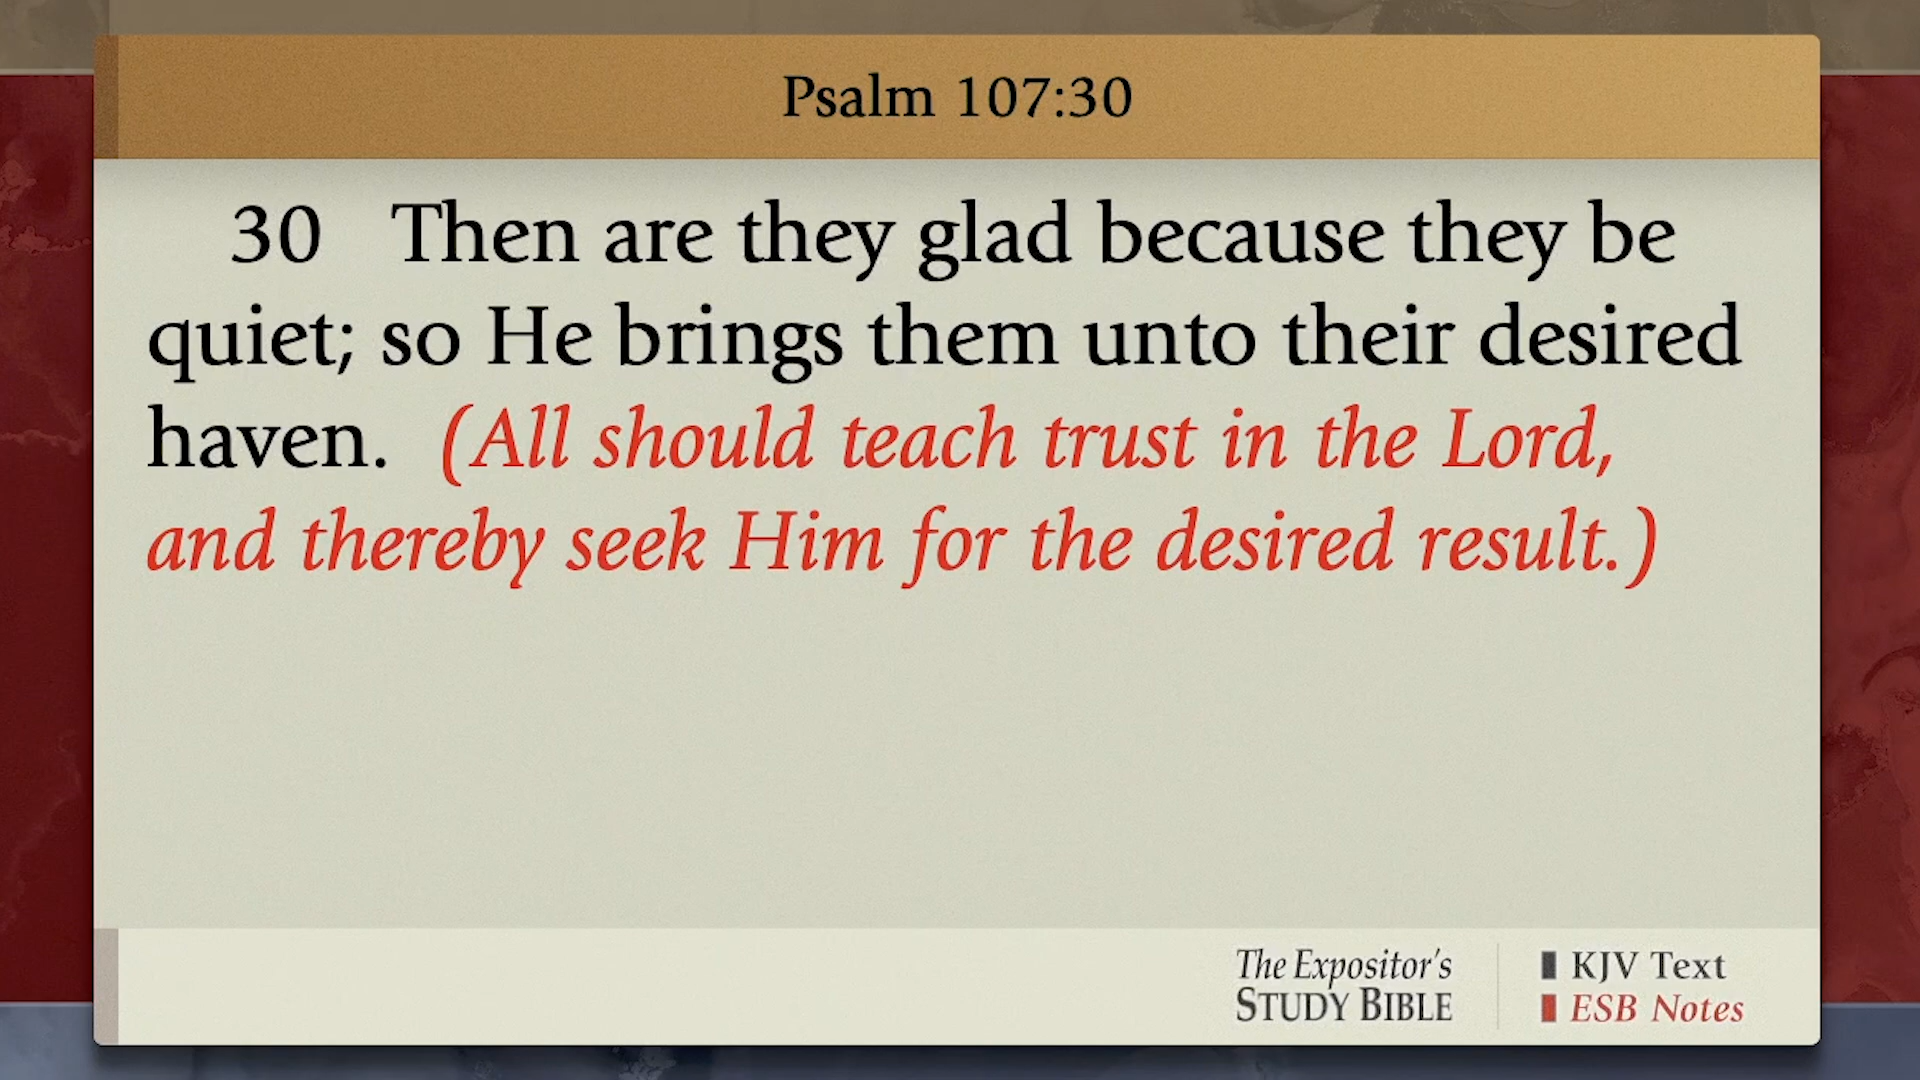 Psalm 107:30
30 Then are they glad because they be
quiet; so He brings them unto their desired
haven. (All should teach trust in the Lord,
and thereby seek Him for the desired result.)
The Expositor's
STUDY BIBLE
KJV Text
ESB Notes